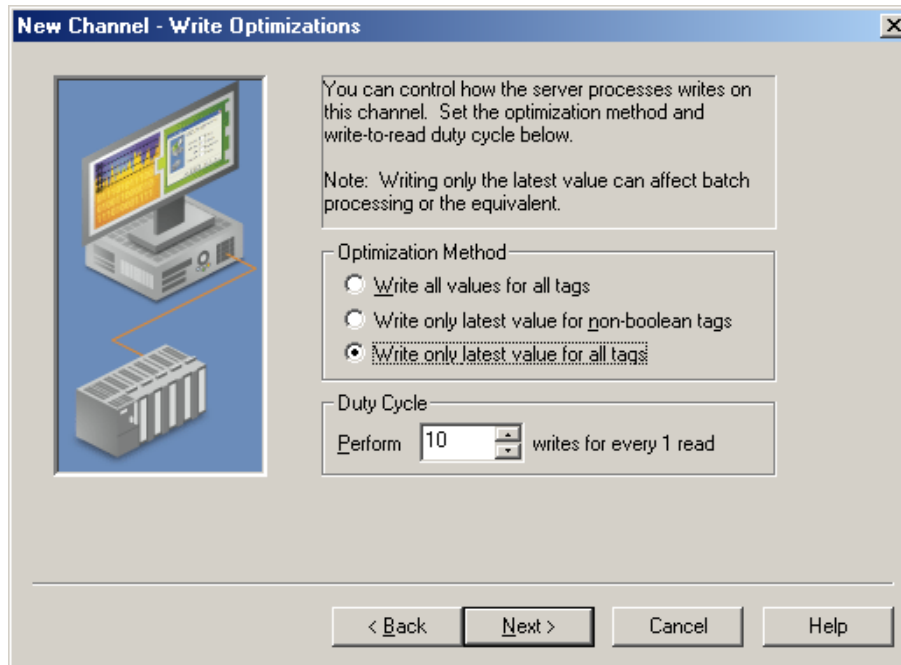 New Channel - Write Optimizations
You can control how the server processes writes on
this channel.  Set the optimization method and
write-to-read duty cycle below.
Note:  Writing only the latest value can affect batch
processing or the equivalent.
Optimization Method
Write all values for all tags
Write only latest value for non-boolean tags
Write only latest value for all tags
Duty Cycle
Perform 10 writes for every 1 read
< Back Next > Cancel Help